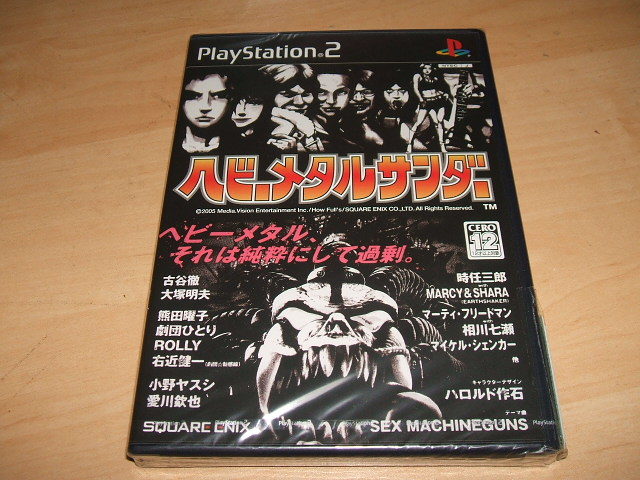 PlayStation®2
NTSC J
ヘビーメタルサンダー
TM
©2005 Media.Vision Entertainment Inc./How Full's/SQUARE ENIX CO.,LTD. All Rights Reserved.
ヘビーメタル、
それは純粋にして過剰。
CERO
12
古谷徹
大塚明夫
熊田曜子
劇団ひとり
ROLLY
右近健一
小野ヤスシ
愛川欽也
時任三郎
with
MARCY & SHARA
(EARTHSHAKER)
マーティ・フリードマン
with
相川七瀬
マイケル・シェンカー
他
キャラクターデザイン
ハロルド作石
テーマ曲
SEX MACHINEGUNS
SQUARE ENIX